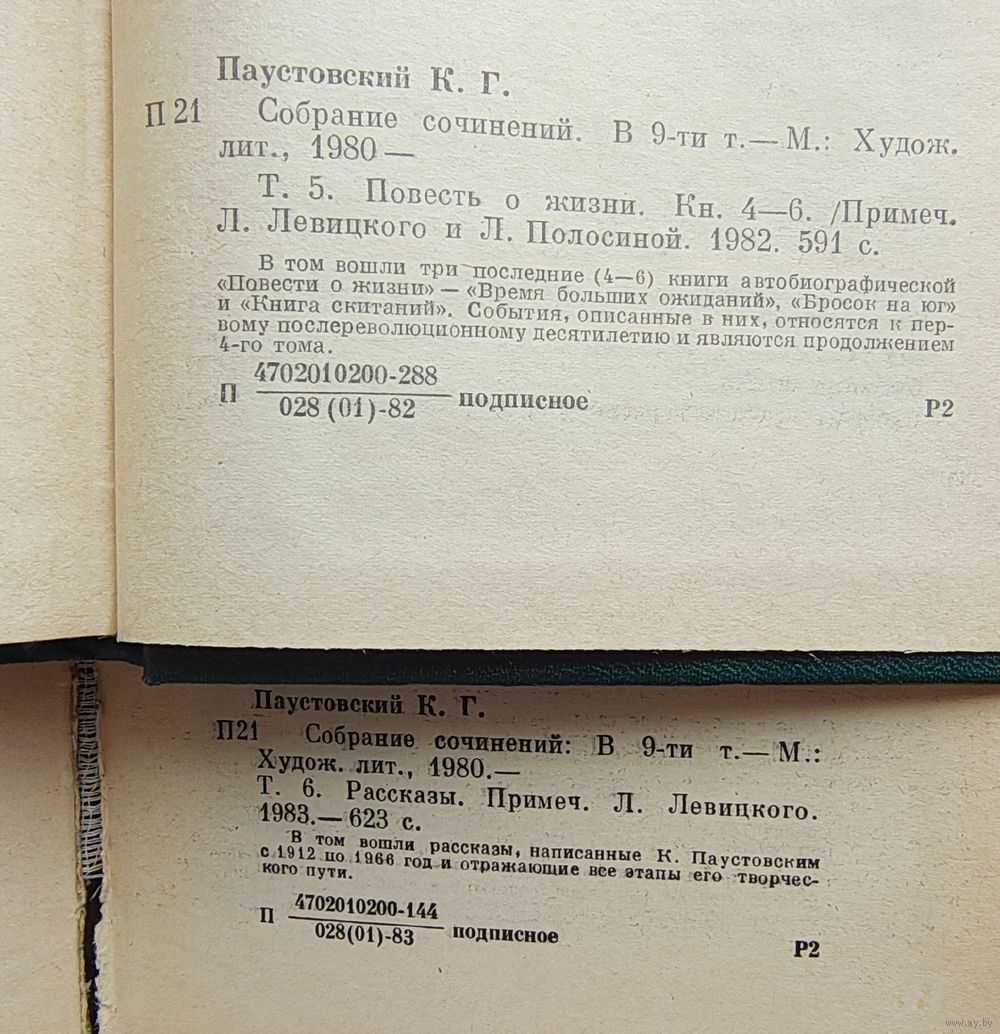 Паустовский К. Г.
П 21 Собрание сочинений. В 9-ти т.— М.: Худож.
лит., 1980 —
Т. 5. Повесть о жизни. Кн. 4—6. /Примеч.
Л. Левицкого и Л. Полосиной. 1982. 591 с.
В том вошли три последние (4—6) книги автобиографической
«Повести о жизни» — «Время больших ожиданий», «Бросок на юг»
и «Книга скитаний». События, описанные в них, относятся к пер-
вому послереволюционному десятилетию и являются продолжением
4-го тома.
4702010200-288
П подписное Р2
028 (01)-82
Паустовский К. Г.
П21 Собрание сочинений: В 9-ти т.— М.:
Худож. лит., 1980.—
Т. 6. Рассказы. Примеч. Л. Левицкого.
1983.— 623 с.
В том вошли рассказы, написанные К. Паустовским
с 1912 по 1966 год и отражающие все этапы его творчес-
кого пути.
4702010200-144
П подписное Р2
028(01)-83
www.ay.by